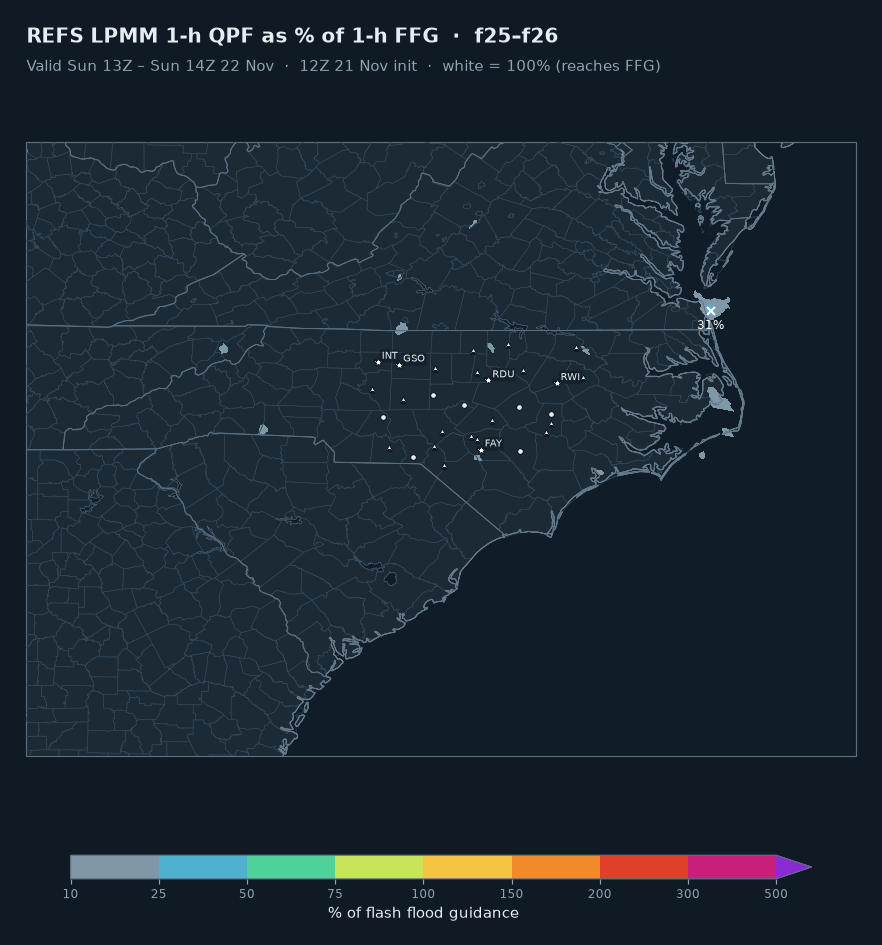 REFS LPMM 1-h QPF as % of 1-h FFG · f25–f26
Valid Sun 13Z – Sun 14Z 22 Nov · 12Z 21 Nov init · white = 100% (reaches FFG)
31%
INT
GSO
RDU
RWI
FAY
10 25 50 75 100 150 200 300 500
% of flash flood guidance